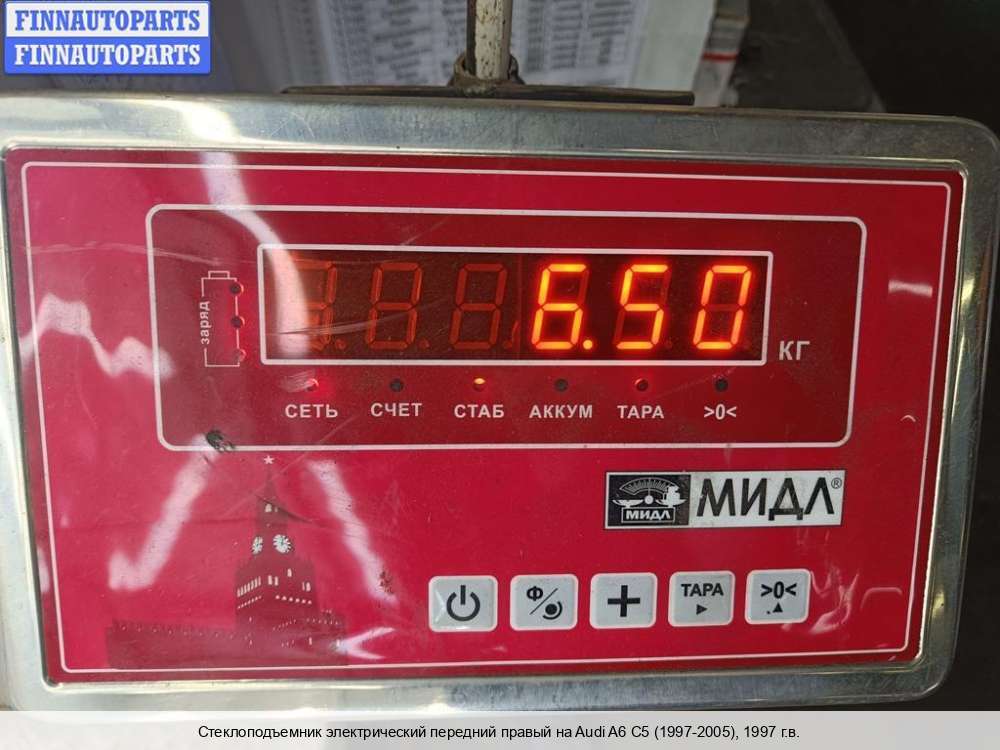 FINNAUTOPARTS
FINNAUTOPARTS
заряд
6.50
КГ
СЕТЬ СЧЕТ СТАБ АККУМ ТАРА >0<
МИДЛ МИДЛ®
Ф ТАРА >0<
Стеклоподъемник электрический передний правый на Audi A6 C5 (1997-2005), 1997 г.в.